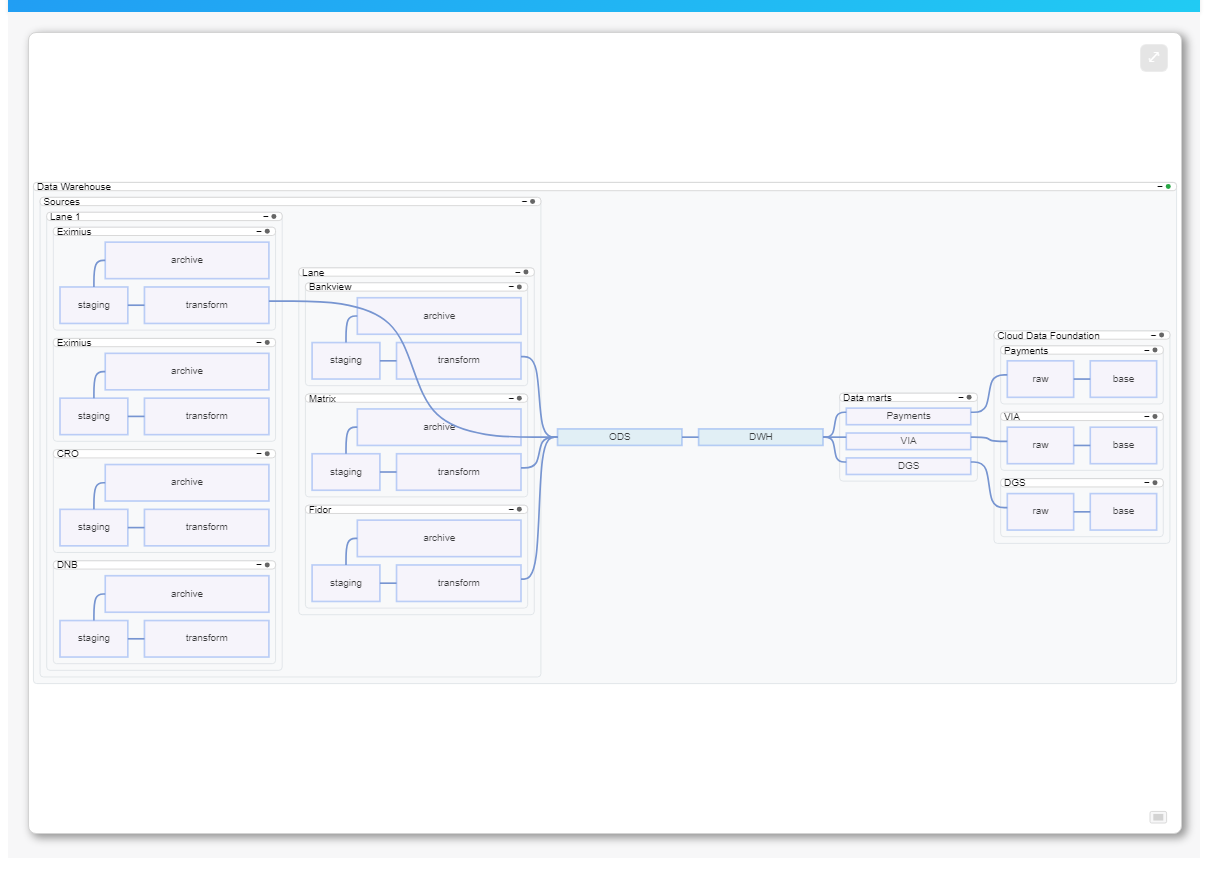 Data Warehouse
Sources
Lane 1
Eximius
archive
staging
transform
Eximius
archive
staging
transform
CRO
archive
staging
transform
DNB
archive
staging
transform
Lane
Bankview
archive
staging
transform
Matrix
archive
staging
transform
Fidor
archive
staging
transform
ODS
DWH
Data marts
Payments
VIA
DGS
Cloud Data Foundation
Payments
raw
base
VIA
raw
base
DGS
raw
base